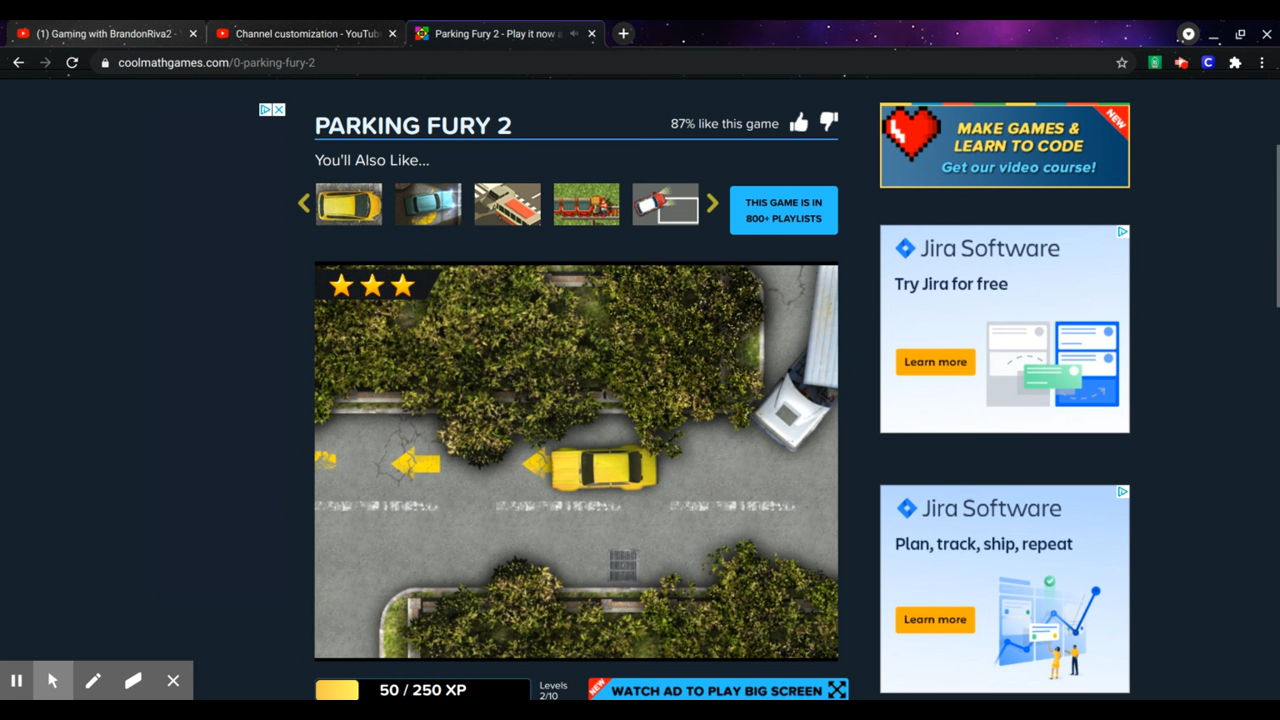 (1) Gaming with BrandonRiva2 -
Channel customization - YouTub
Parking Fury 2 - Play it now a
coolmathgames.com/0-parking-fury-2
PARKING FURY 2
87% like this game
You'll Also Like...
THIS GAME IS IN
800+ PLAYLISTS
MAKE GAMES &
LEARN TO CODE
Get our video course!
NEW
Jira Software
Try Jira for free
Learn more
Jira Software
Plan, track, ship, repeat
Learn more
50 / 250 XP
Levels
2/10
NEW
WATCH AD TO PLAY BIG SCREEN